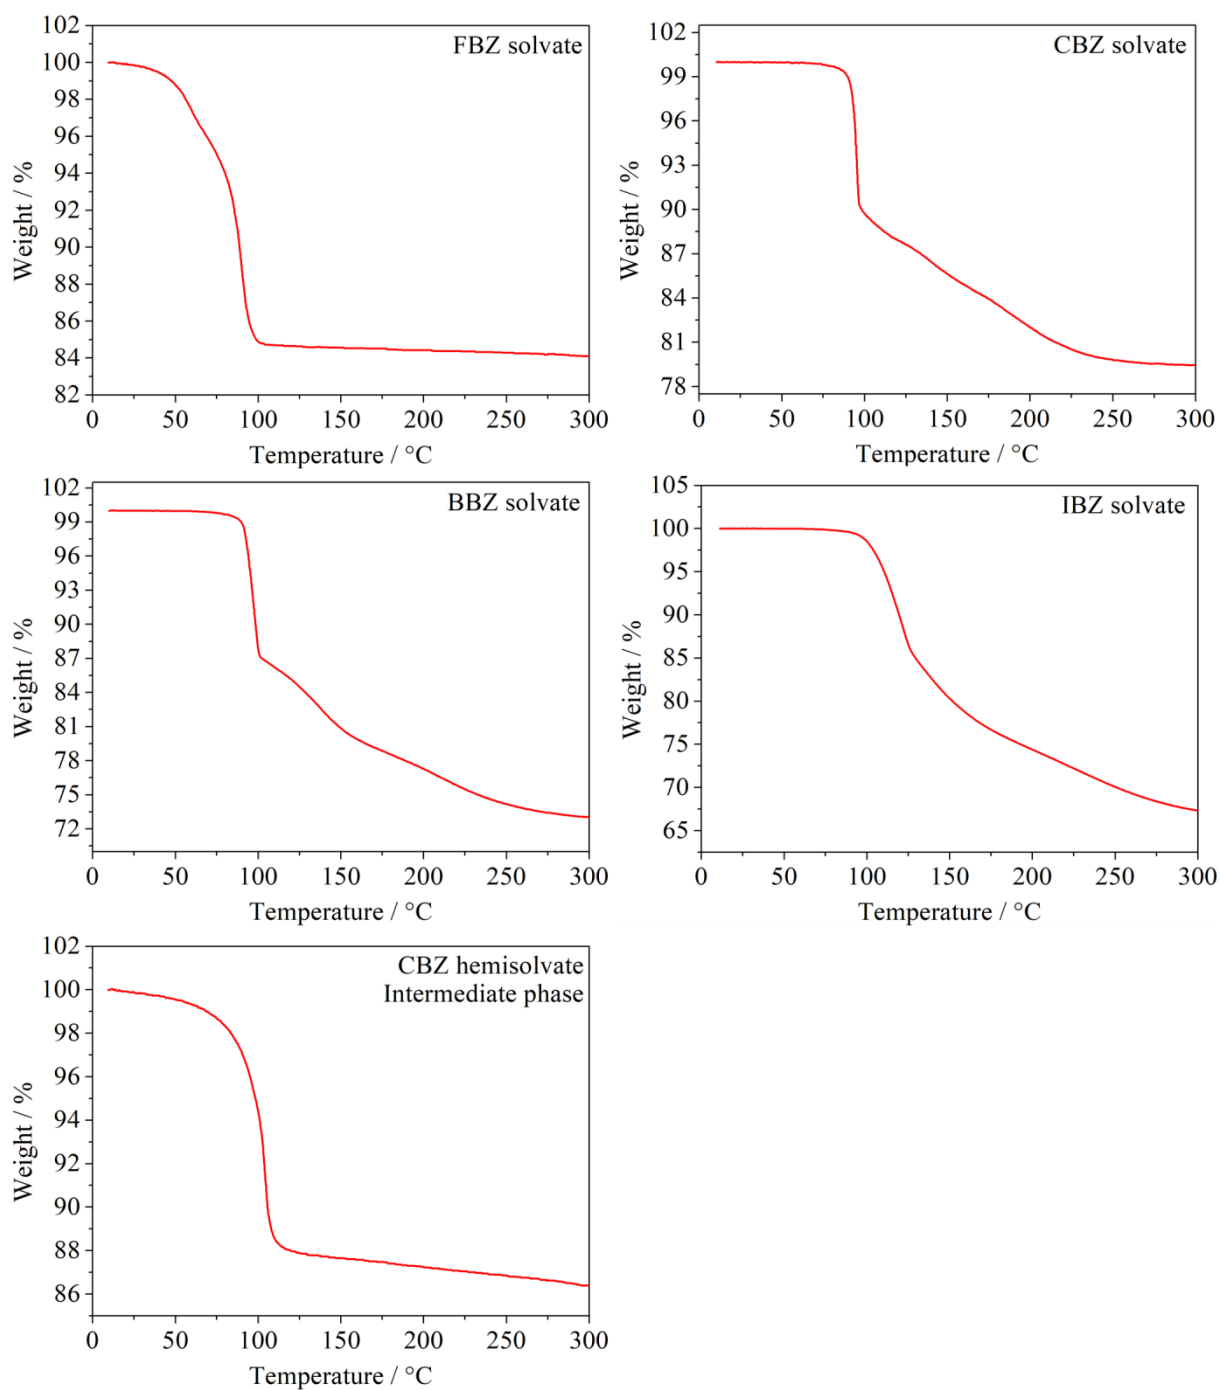 FBZ solvate
102
100
98
96
94
92
90
88
86
84
82
Weight / %
0 50 100 150 200 250 300
Temperature / °C
CBZ solvate
102
99
96
93
90
87
84
81
78
Weight / %
0 50 100 150 200 250 300
Temperature / °C
BBZ solvate
102
99
96
93
90
87
84
81
78
75
72
Weight / %
0 50 100 150 200 250 300
Temperature / °C
IBZ solvate
105
100
95
90
85
80
75
70
65
Weight / %
0 50 100 150 200 250 300
Temperature / °C
CBZ hemisolvate
Intermediate phase
102
100
98
96
94
92
90
88
86
Weight / %
0 50 100 150 200 250 300
Temperature / °C